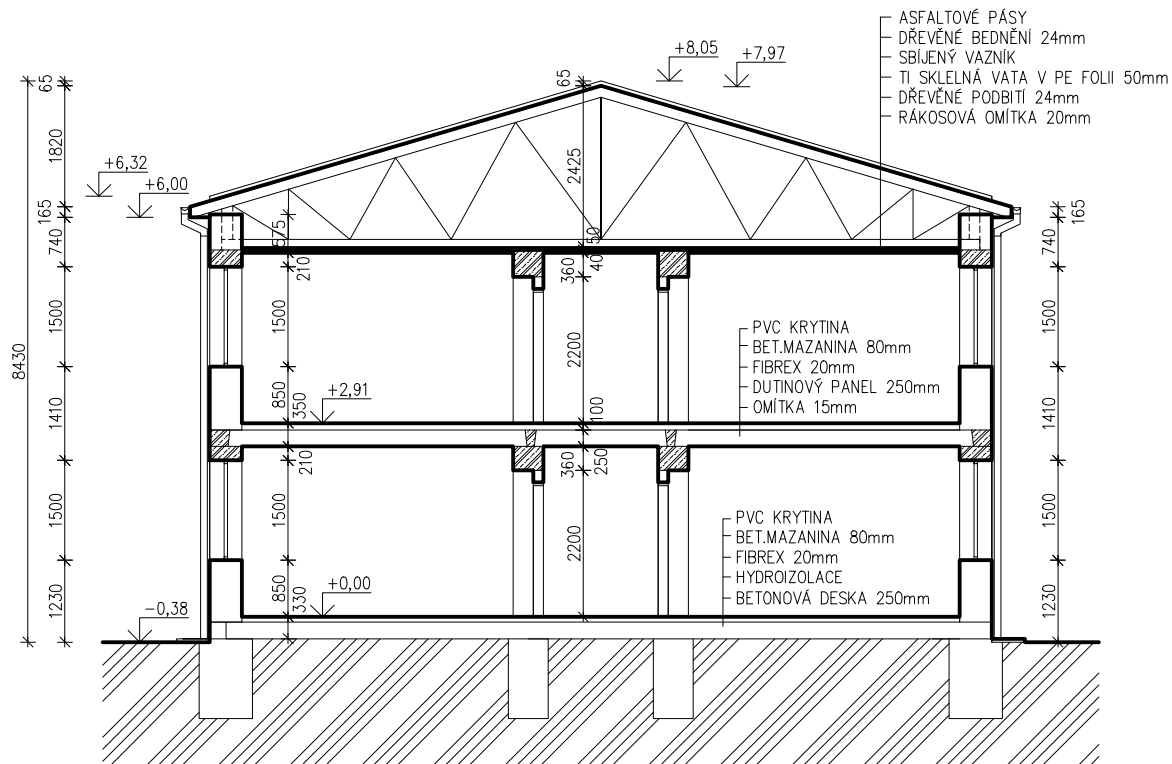 ASFALTOVÉ PÁSY
DŘEVĚNÉ BEDNĚNÍ 24mm
SBÍJENÝ VAZNÍK
TI SKLELNÁ VATA V PE FOLII 50mm
DŘEVĚNÉ PODBITÍ 24mm
RÁKOSOVÁ OMÍTKA 20mm
+8,05
+7,97
+6,32
+6,00
65
1820
165
740
1500
1410
1500
1230
8430
65
2425
50
40
360
2200
100
360
250
2200
575
210
1500
850
350
210
1500
850
330
165
740
1500
1410
1500
1230
PVC KRYTINA
BET.MAZANINA 80mm
FIBREX 20mm
DUTINOVÝ PANEL 250mm
OMÍTKA 15mm
+2,91
PVC KRYTINA
BET.MAZANINA 80mm
FIBREX 20mm
HYDROIZOLACE
BETONOVÁ DESKA 250mm
+0,00
−0,38